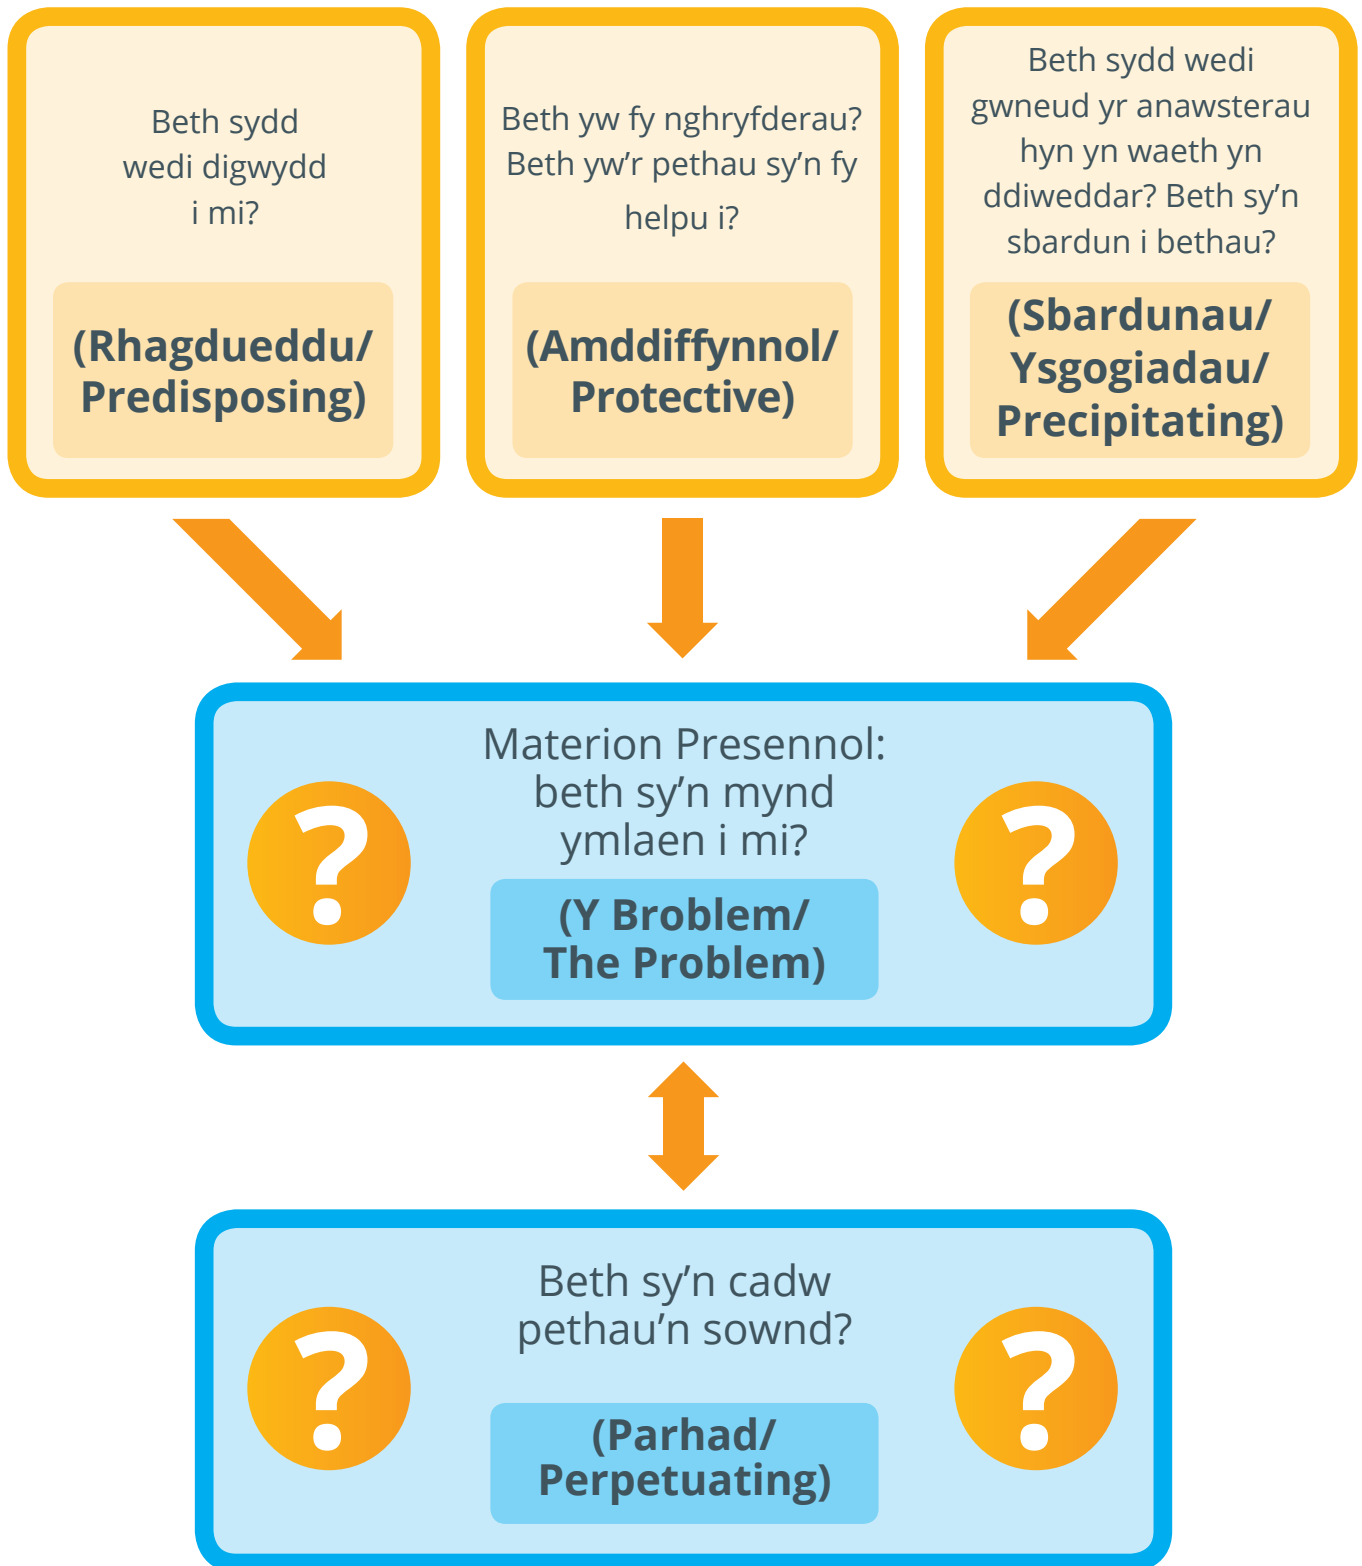 Beth sydd
wedi digwydd
i mi?
(Rhagdueddu/
Predisposing)
Beth yw fy nghryfderau?
Beth yw'r pethau sy'n fy
helpu i?
(Amddiffynnol/
Protective)
Beth sydd wedi
gwneud yr anawsterau
hyn yn waeth yn
ddiweddar? Beth sy'n
sbardun i bethau?
(Sbardunau/
Ysgogiadau/
Precipitating)
Materion Presennol:
beth sy'n mynd
ymlaen i mi?
(Y Broblem/
The Problem)
?
?
Beth sy'n cadw
pethau'n sownd?
(Parhad/
Perpetuating)
?
?